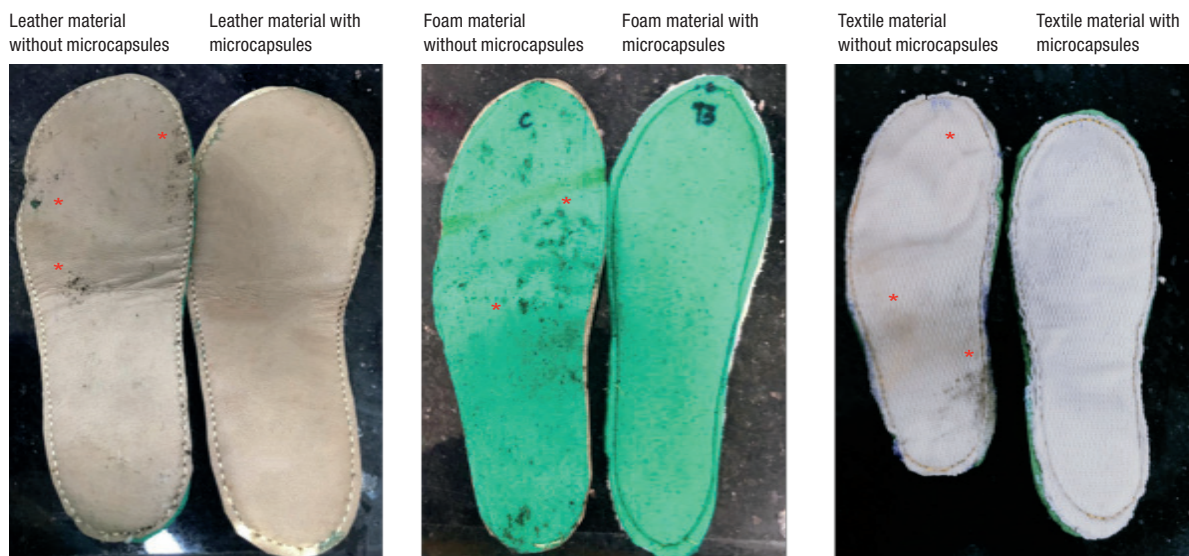 Leather material
without microcapsules
Leather material with
microcapsules
Foam material
without microcapsules
Foam material with
microcapsules
Textile material
without microcapsules
Textile material with
microcapsules
*
*
*
C
*
*
*
*
*